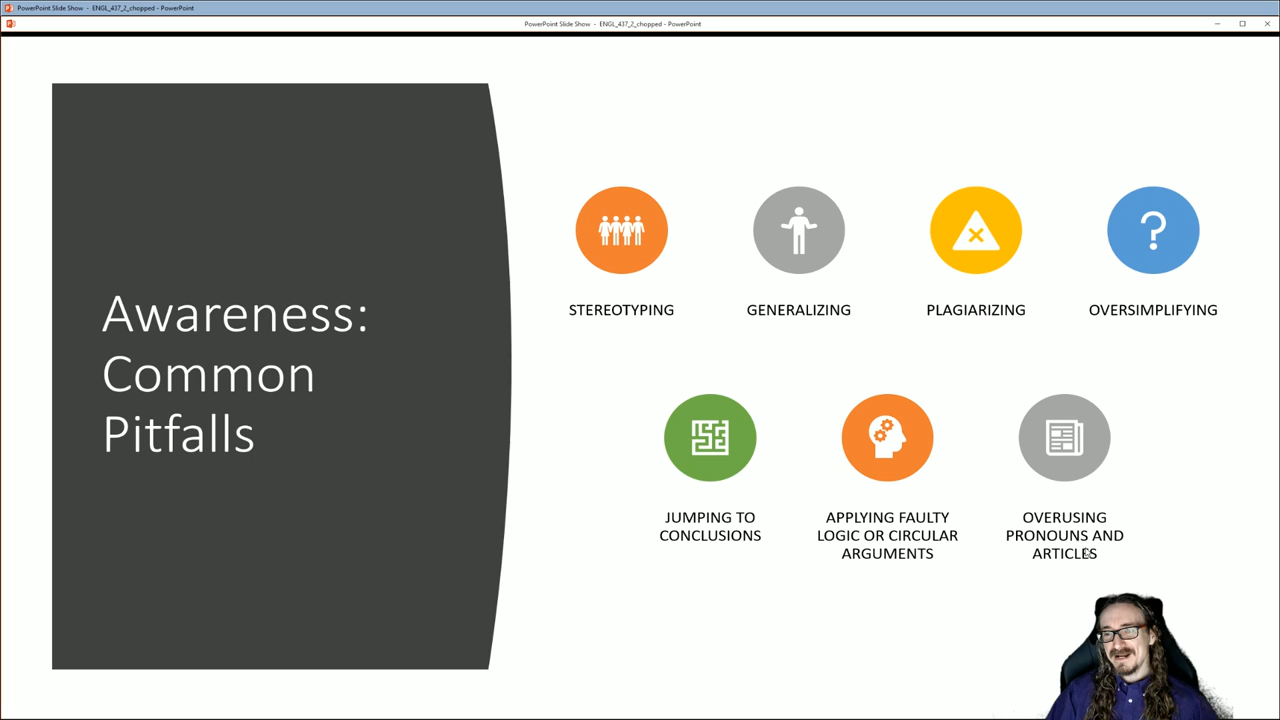 PowerPoint Slide Show - ENGL_437_2_chopped - PowerPoint
PowerPoint Slide Show - ENGL_437_2_chopped - PowerPoint
Awareness:
Common
Pitfalls
STEREOTYPING
GENERALIZING
PLAGIARIZING
OVERSIMPLIFYING
?
JUMPING TO
CONCLUSIONS
APPLYING FAULTY
LOGIC OR CIRCULAR
ARGUMENTS
OVERUSING
PRONOUNS AND
ARTICLES